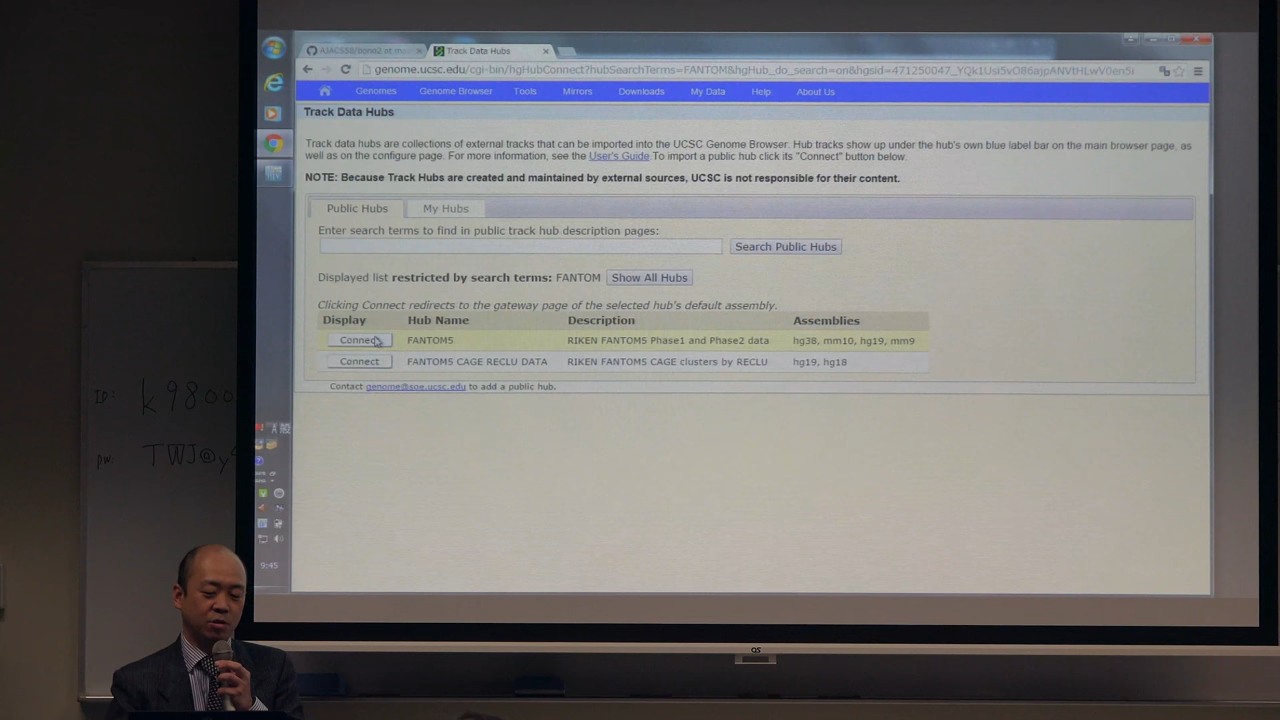 AJACS58/bono2 at
Track Data Hubs
genome.ucsc.edu/cgi-bin/hgHubConnect?hubSearchTerms=FANTOM&hgHub_do_search=on&hgsid=471250047_YQk1Usi5vO86ajpANVtHLwV0en5i
Genomes Genome Browser Tools Mirrors Downloads My Data Help About Us
Track Data Hubs
Track data hubs are collections of external tracks that can be imported into the UCSC Genome Browser. Hub tracks show up under the hub's own blue label bar on the main browser page, as
well as on the configure page. For more information, see the User's Guide To import a public hub click its "Connect" button below.
NOTE: Because Track Hubs are created and maintained by external sources, UCSC is not responsible for their content.
Public Hubs My Hubs
Enter search terms to find in public track hub description pages:
Search Public Hubs
Displayed list restricted by search terms: FANTOM Show All Hubs
Clicking Connect redirects to the gateway page of the selected hub's default assembly.
Display Hub Name Description Assemblies
Connect FANTOM5 RIKEN FANTOM5 Phase1 and Phase2 data hg38, mm10, hg19, mm9
Connect FANTOM5 CAGE RECLU DATA RIKEN FANTOM5 CAGE clusters by RECLU hg19, hg18
Contact genome@soe.ucsc.edu to add a public hub.
ID: k9800
pw. TWJ@y
9:45
OS